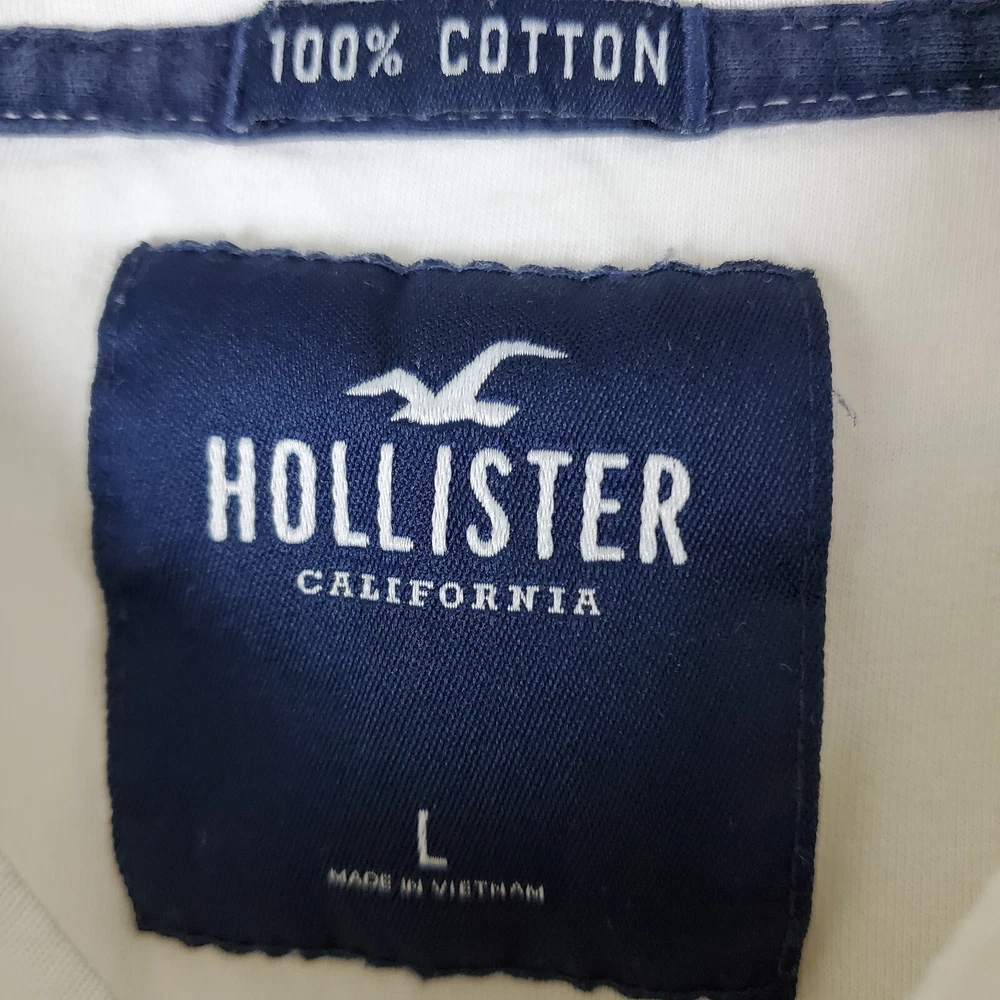 100% COTTON
HOLLISTER
CALIFORNIA
L
MADE IN VIETNAM